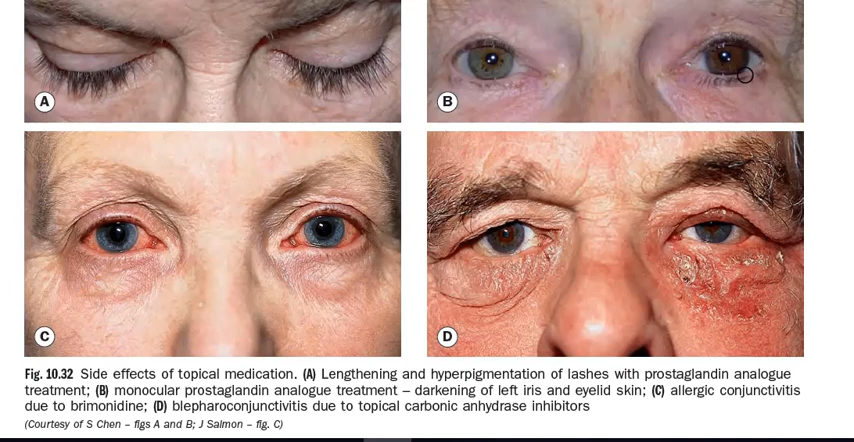 A
B
C
D
Fig. 10.32 Side effects of topical medication. (A) Lengthening and hyperpigmentation of lashes with prostaglandin analogue
treatment; (B) monocular prostaglandin analogue treatment – darkening of left iris and eyelid skin; (C) allergic conjunctivitis
due to brimonidine; (D) blepharoconjunctivitis due to topical carbonic anhydrase inhibitors
(Courtesy of S Chen – figs A and B; J Salmon – fig. C)